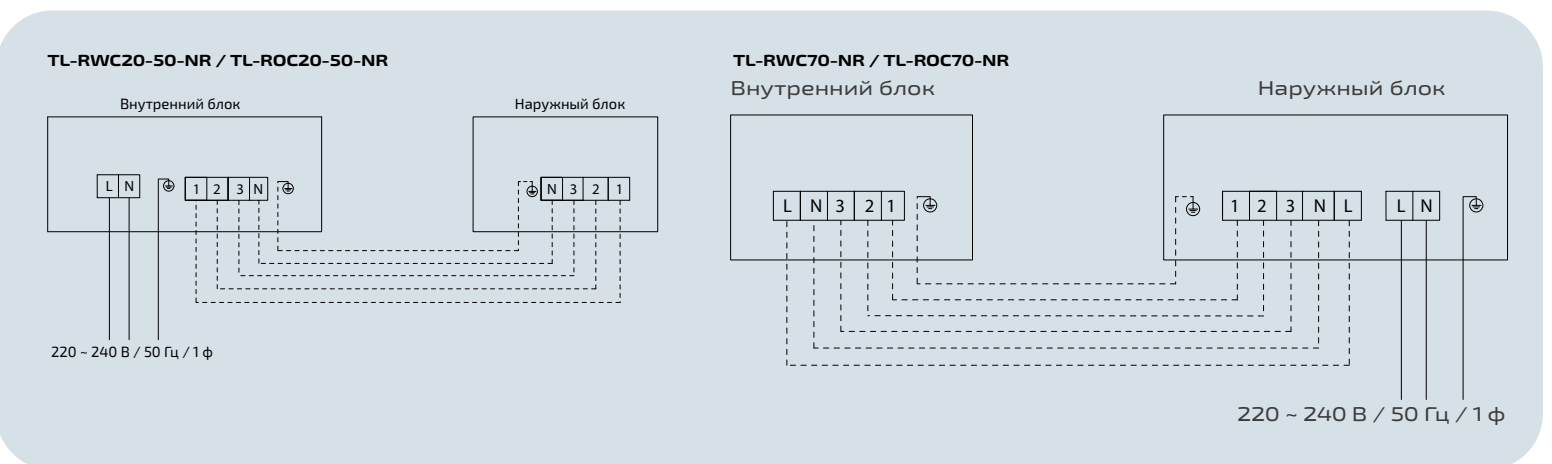 TL-RWC20-50-NR / TL-ROC20-50-NR
Внутренний блок
Наружный блок
L N
1 2 3 N
N 3 2 1
220 ~ 240 В / 50 Гц / 1 ф
TL-RWC70-NR / TL-ROC70-NR
Внутренний блок
Наружный блок
L N 3 2 1
1 2 3 N L
L N
220 ~ 240 В / 50 Гц / 1 ф